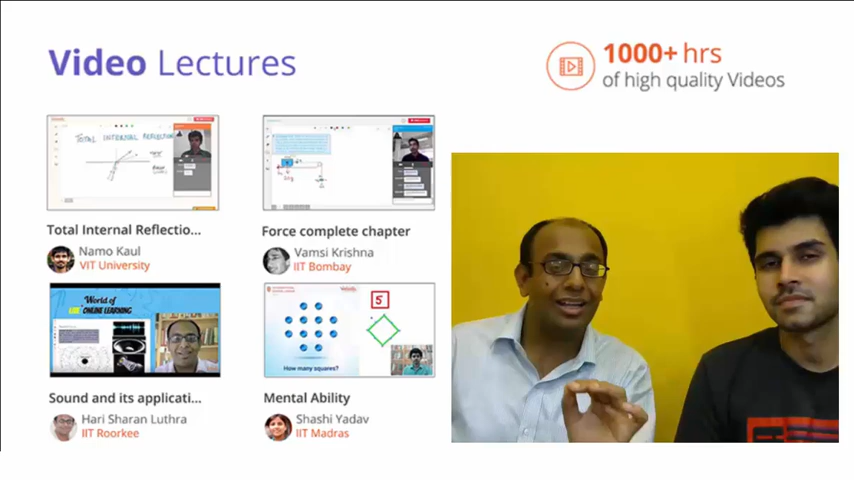 Video Lectures
1000+ hrs
of high quality Videos
TOTAL INTERNAL REFLECTION
Total Internal Reflectio...
Namo Kaul
VIT University
Force complete chapter
Vamsi Krishna
IIT Bombay
World of
ONLINE LEARNING
Sound and its applicati...
Hari Sharan Luthra
IIT Roorkee
5
How many squares?
Mental Ability
Shashi Yadav
IIT Madras